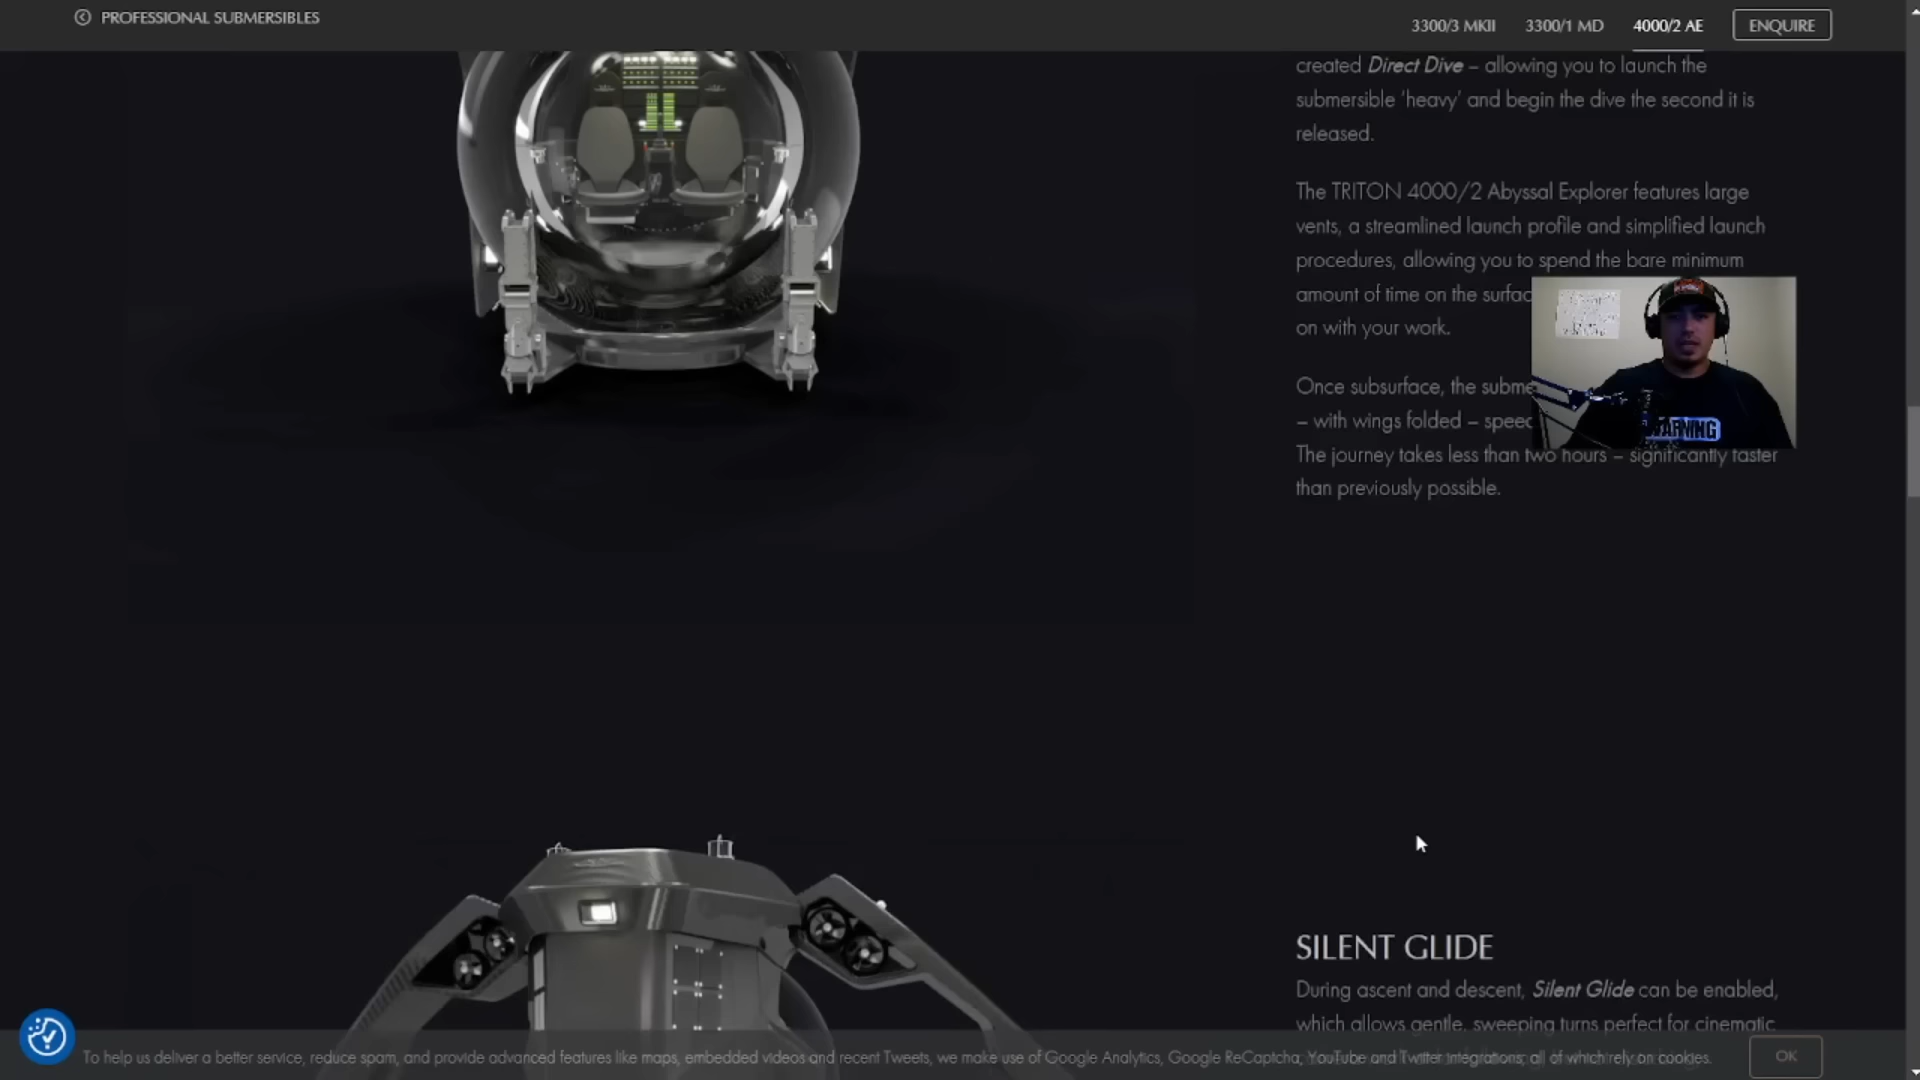 PROFESSIONAL SUBMERSIBLES
3300/3 MKII
3300/1 MD
4000/2 AE
ENQUIRE
created Direct Dive – allowing you to launch the
submersible ‘heavy’ and begin the dive the second it is
released.
The TRITON 4000/2 Abyssal Explorer features large
vents, a streamlined launch profile and simplified launch
procedures, allowing you to spend the bare minimum
amount of time on the
on with your work.
Once subsurface, the
– with wings folded –
The journey takes less than two hours – significantly faster
than previously possible.
WARNING
SILENT GLIDE
During ascent and descent, Silent Glide can be enabled,
which allows gentle, sweeping turns perfect for cinematic
To help us deliver a better service, reduce spam, and provide advanced features like maps, embedded videos and recent Tweets, we make use of Google Analytics, Google ReCaptcha, YouTube and Twitter integrations, all of which rely on cookies.
OK